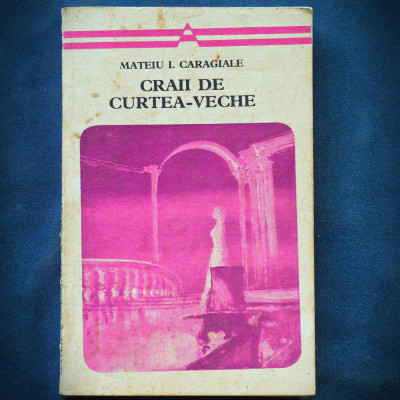 MATEIU I. CARAGIALE
CRAII DE
CURTEA-VECHE